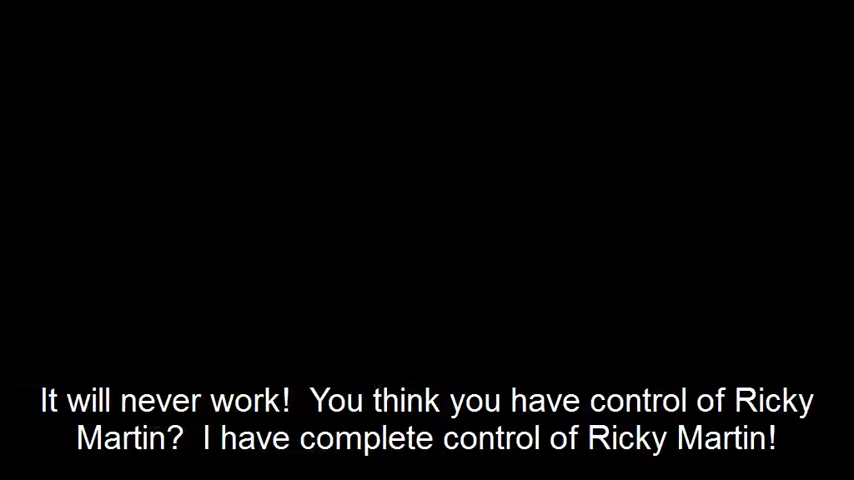 It will never work!  You think you have control of Ricky
Martin?  I have complete control of Ricky Martin!